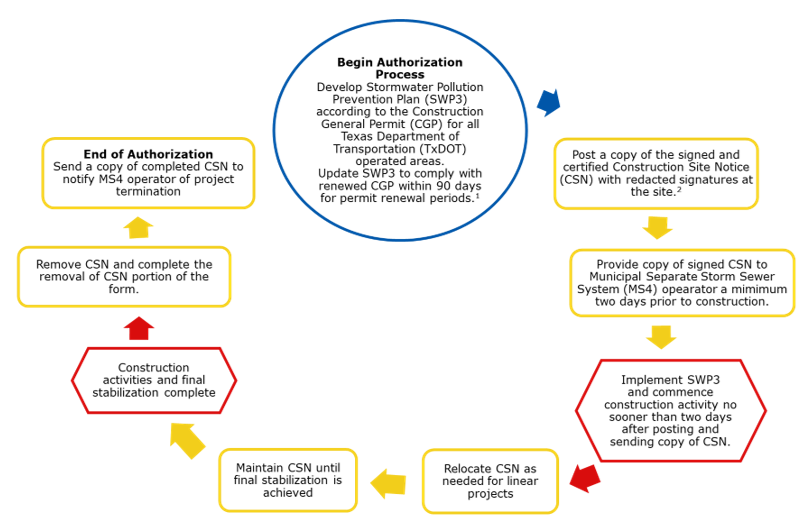 Begin Authorization
Process
Develop Stormwater Pollution
Prevention Plan (SWP3)
according to the Construction
General Permit (CGP) for all
Texas Department of
Transportation (TxDOT)
operated areas.
Update SWP3 to comply with
renewed CGP within 90 days
for permit renewal periods.¹
Post a copy of the signed and
certified Construction Site Notice
(CSN) with redacted signatures at
the site.²
Provide copy of signed CSN to
Municipal Separate Storm Sewer
System (MS4) opearator a mimimum
two days prior to construction.
Implement SWP3
and commence
construction activity no
sooner than two days
after posting and
sending copy of CSN.
Relocate CSN as
needed for linear
projects
Maintain CSN until
final stabilization is
achieved
Construction
activities and final
stabilization complete
Remove CSN and complete the
removal of CSN portion of the
form.
End of Authorization
Send a copy of completed CSN to
notify MS4 operator of project
termination